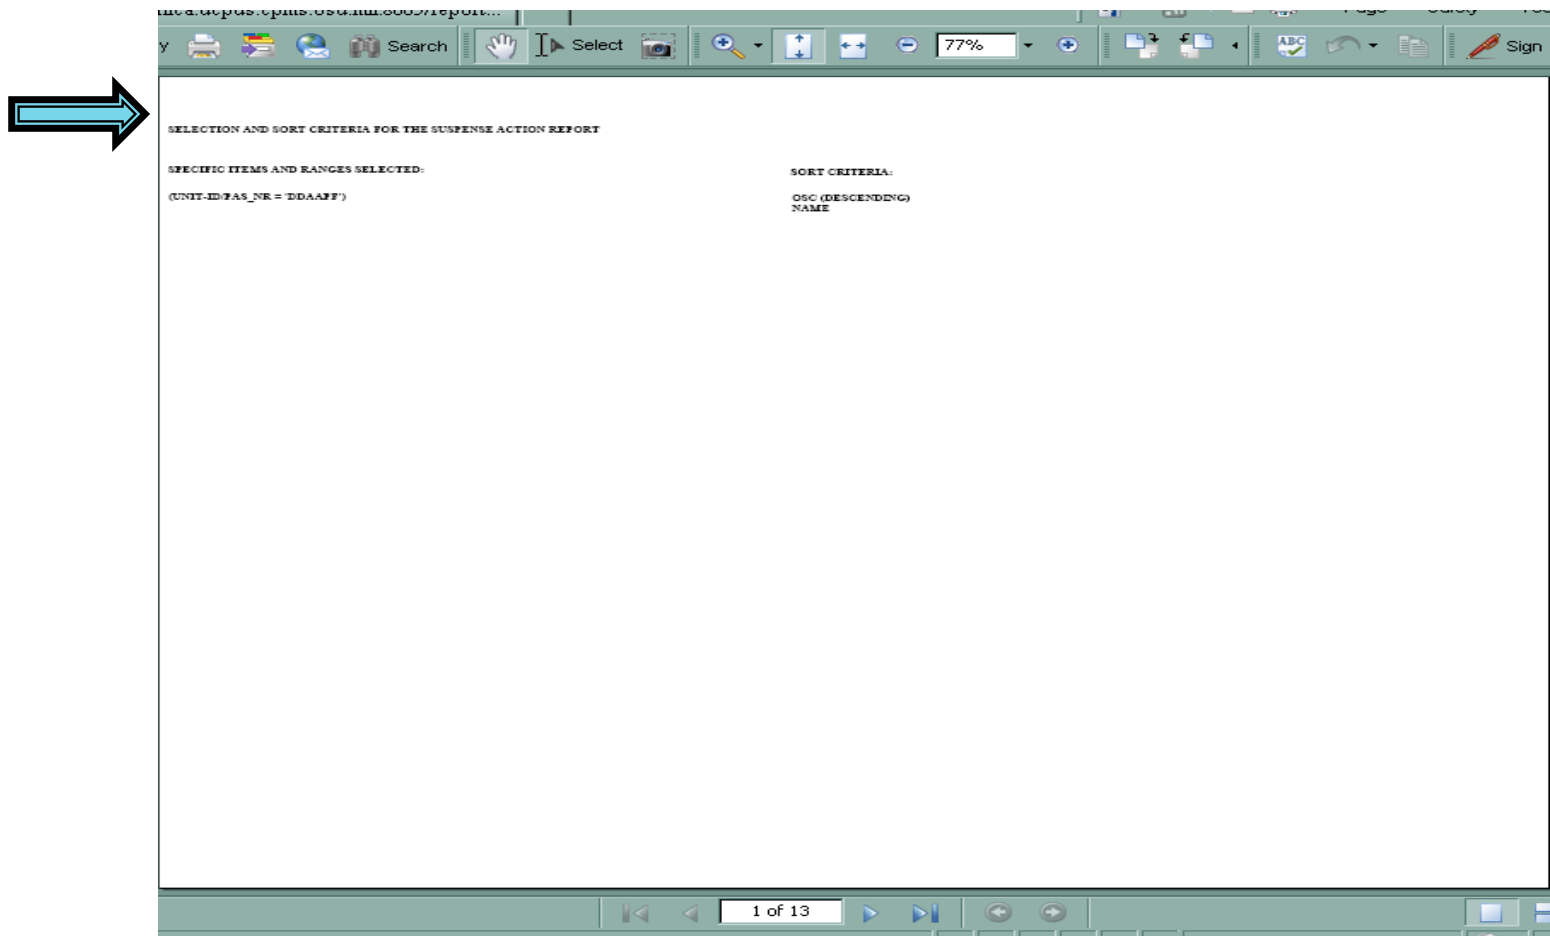 Search
Select
77%
ABC
Sign
SELECTION AND SORT CRITERIA FOR THE SUSPENSE ACTION REPORT
SPECIFIC ITEMS AND RANGES SELECTED:
SORT CRITERIA:
(UNIT-ID/PAS_NR = 'DDAAFF')
OSC (DESCENDING)
NAME
1 of 13